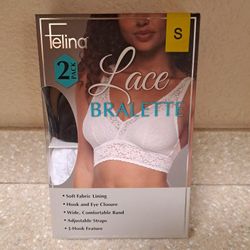 Felina
S
2
PACK
Lace
BRALETTE
• Soft Fabric Lining
• Hook and Eye Closure
• Wide, Comfortable Band
• Adjustable Straps
• J-Hook Feature